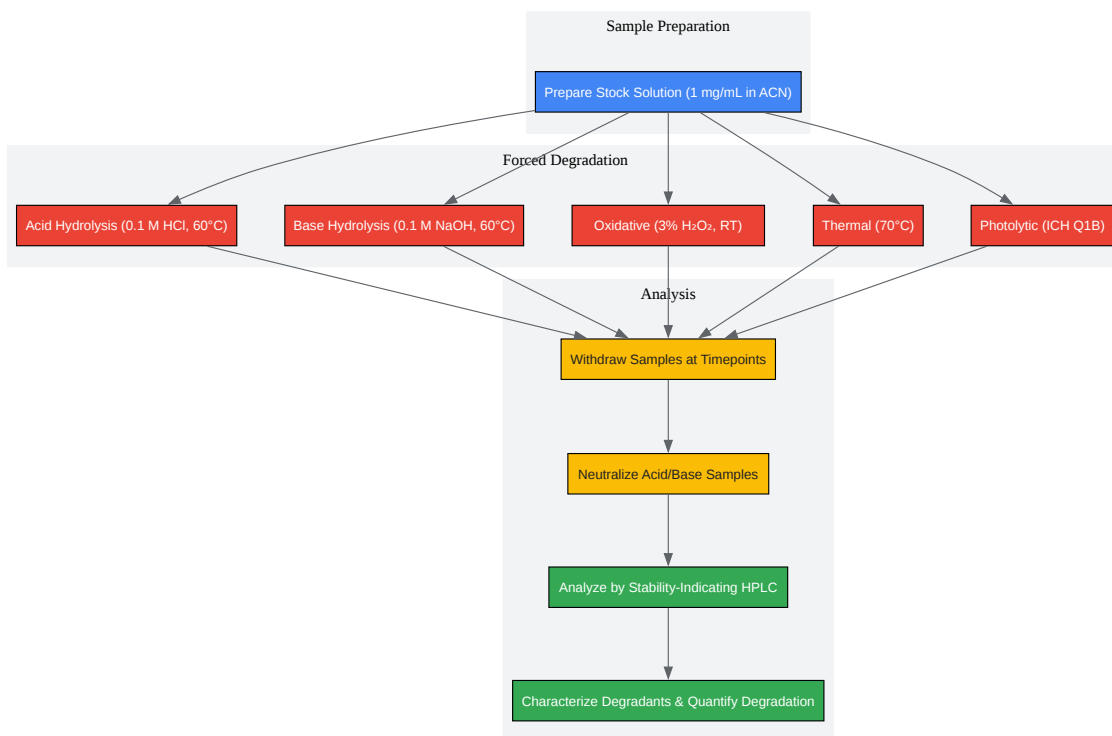 Sample Preparation
Prepare Stock Solution (1 mg/mL in ACN)
Forced Degradation
Acid Hydrolysis (0.1 M HCl, 60°C)
Base Hydrolysis (0.1 M NaOH, 60°C)
Oxidative (3% H₂O₂, RT)
Thermal (70°C)
Photolytic (ICH Q1B)
Analysis
Withdraw Samples at Timepoints
Neutralize Acid/Base Samples
Analyze by Stability-Indicating HPLC
Characterize Degradants & Quantify Degradation